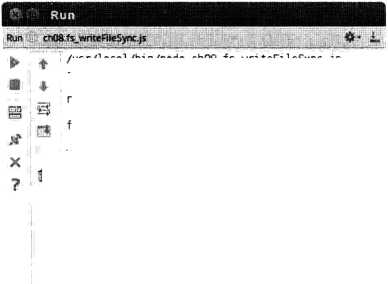 Run
Run ch08.fs_writeFileSync.js
/usr/local/bin/node ch08.fs_writeFileSync.js
r
f